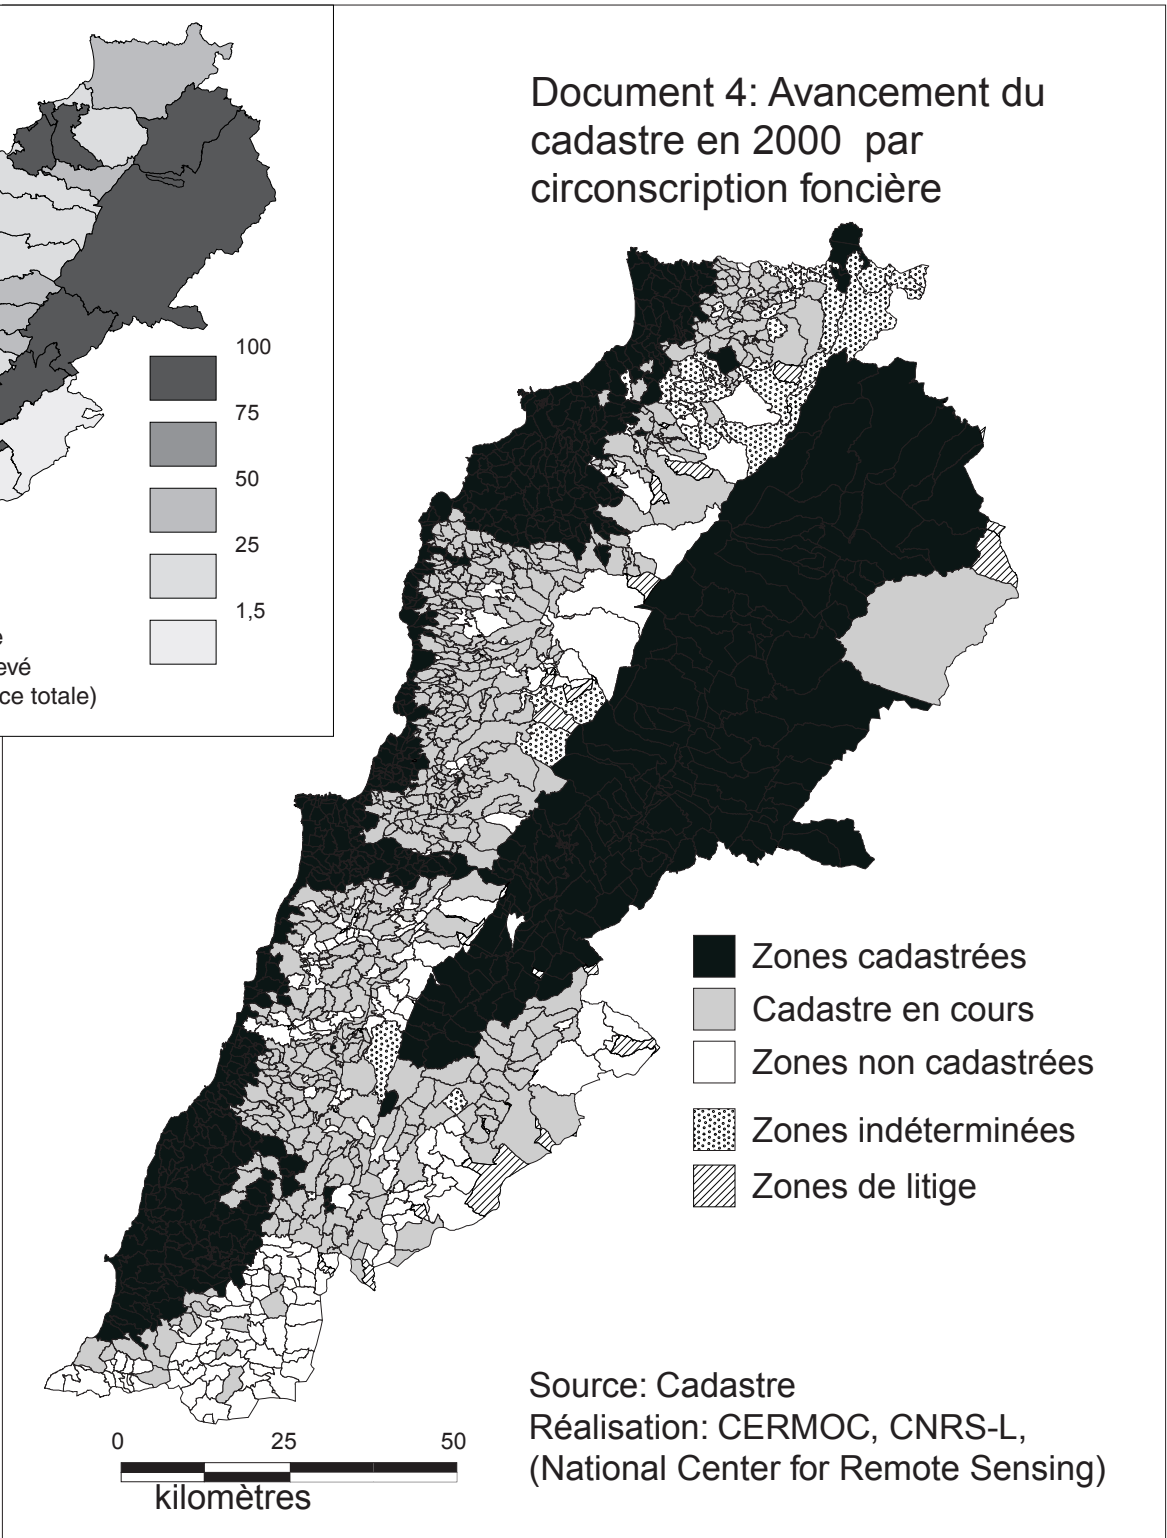 Document 4: Avancement du
cadastre en 2000 par
circonscription foncière
100
75
50
25
1,5
evé
ce totale)
Zones cadastrées
Cadastre en cours
Zones non cadastrées
Zones indéterminées
Zones de litige
Source: Cadastre
Réalisation: CERMOC, CNRS-L,
(National Center for Remote Sensing)
0 25 50
kilomètres